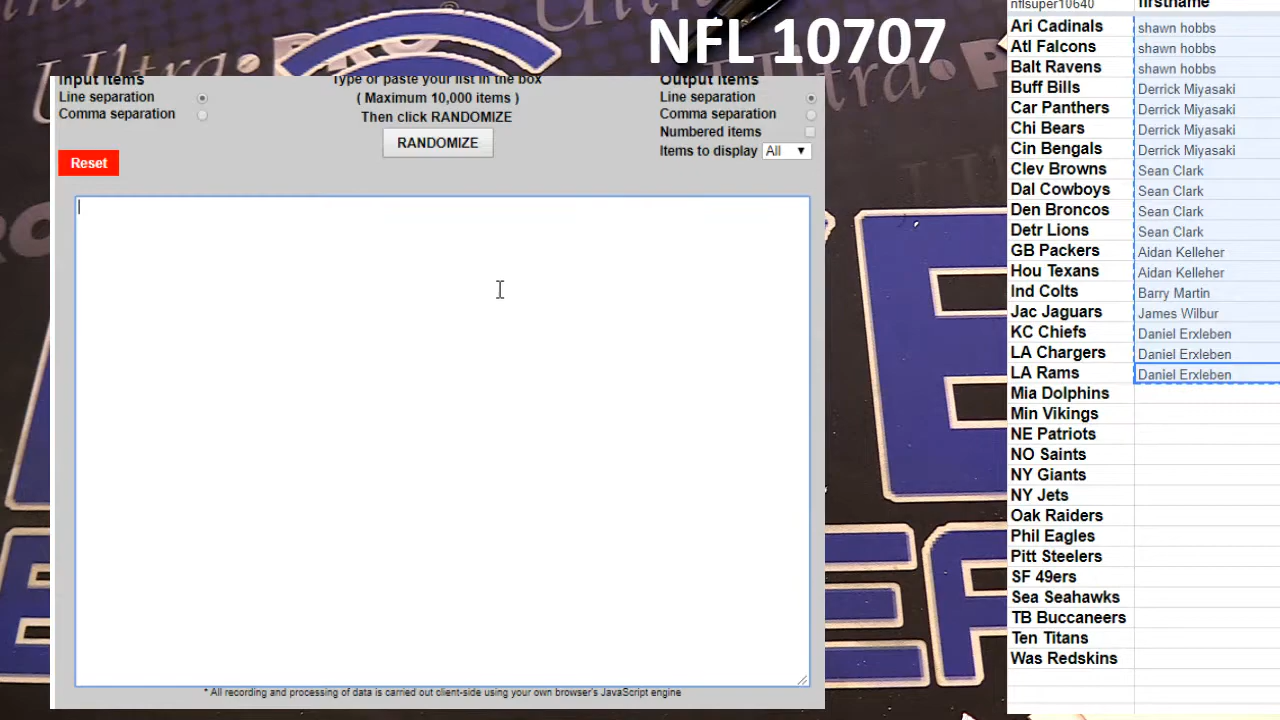 NFL 10707
Input Items
Line separation
Comma separation
Reset
Type or paste your list in the box
( Maximum 10,000 items )
Then click RANDOMIZE
RANDOMIZE
Output Items
Line separation
Comma separation
Numbered items
Items to display All ▼
* All recording and processing of data is carried out client-side using your own browser's JavaScript engine
nflsuper10640 firstname
Ari Cadinals shawn hobbs
Atl Falcons shawn hobbs
Balt Ravens shawn hobbs
Buff Bills Derrick Miyasaki
Car Panthers Derrick Miyasaki
Chi Bears Derrick Miyasaki
Cin Bengals Derrick Miyasaki
Clev Browns Sean Clark
Dal Cowboys Sean Clark
Den Broncos Sean Clark
Detr Lions Sean Clark
GB Packers Aidan Kelleher
Hou Texans Aidan Kelleher
Ind Colts Barry Martin
Jac Jaguars James Wilbur
KC Chiefs Daniel Erxleben
LA Chargers Daniel Erxleben
LA Rams Daniel Erxleben
Mia Dolphins
Min Vikings
NE Patriots
NO Saints
NY Giants
NY Jets
Oak Raiders
Phil Eagles
Pitt Steelers
SF 49ers
Sea Seahawks
TB Buccaneers
Ten Titans
Was Redskins